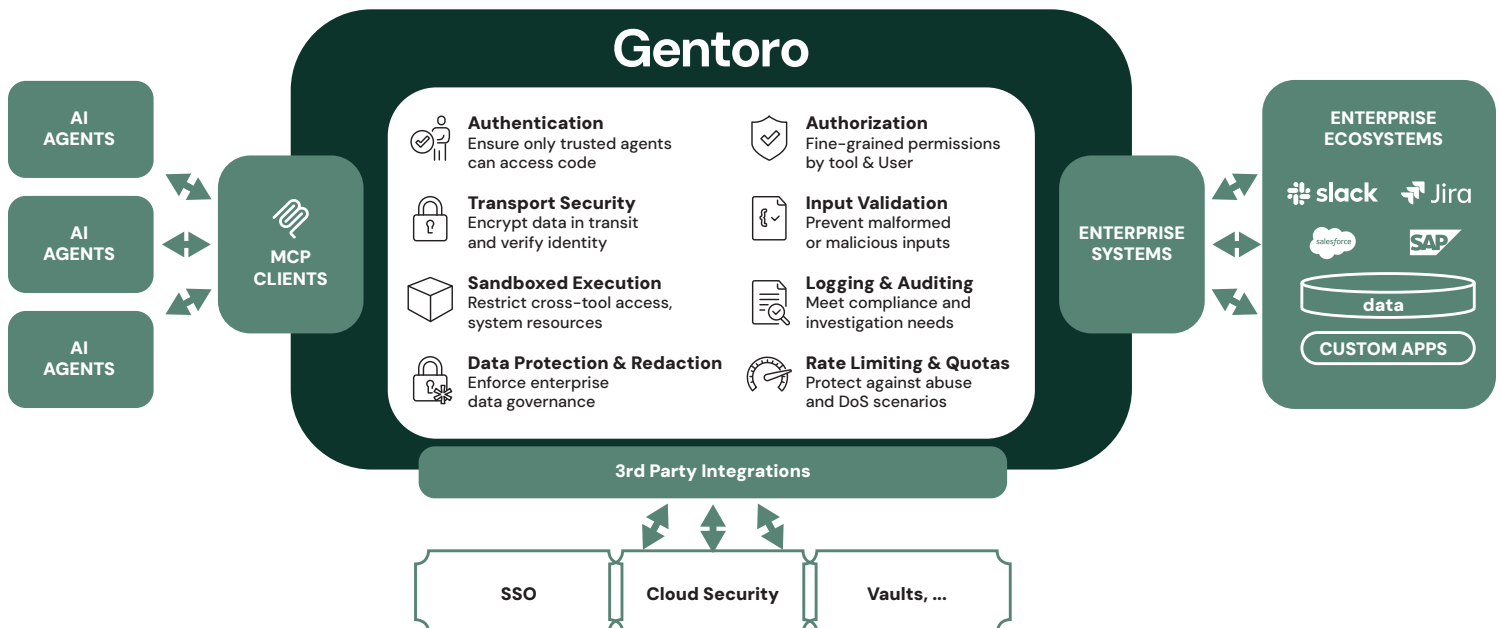 Gentoro
AI
AGENTS
AI
AGENTS
AI
AGENTS
MCP
CLIENTS
Authentication
Ensure only trusted agents
can access code
Authorization
Fine-grained permissions
by tool & User
Transport Security
Encrypt data in transit
and verify identity
Input Validation
Prevent malformed
or malicious inputs
Sandboxed Execution
Restrict cross-tool access,
system resources
Logging & Auditing
Meet compliance and
investigation needs
Data Protection & Redaction
Enforce enterprise
data governance
Rate Limiting & Quotas
Protect against abuse
and DoS scenarios
ENTERPRISE
SYSTEMS
ENTERPRISE
ECOSYSTEMS
slack
Jira
salesforce
SAP
data
CUSTOM APPS
3rd Party Integrations
SSO
Cloud Security
Vaults, ...